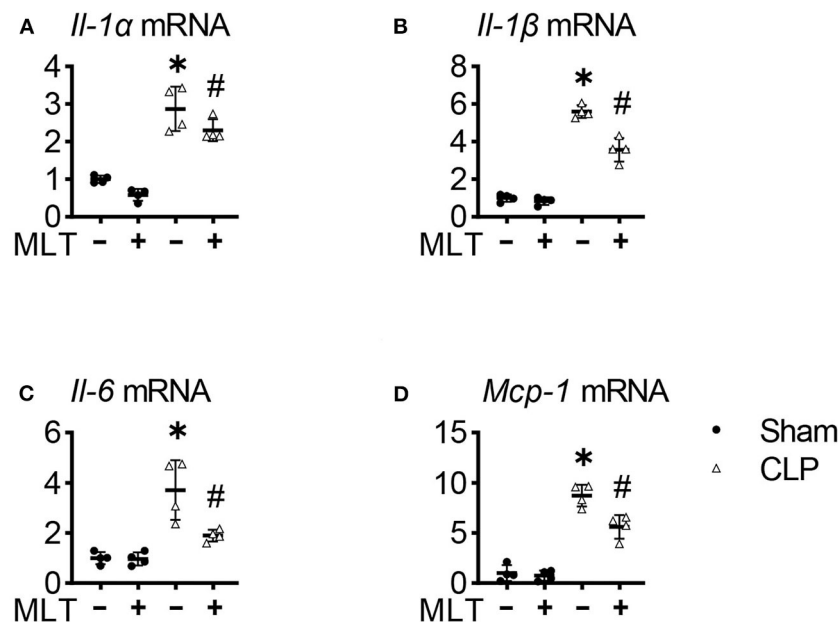 A Il-1α mRNA
4
3
2
1
0
* #
MLT - + - +
B Il-1β mRNA
8
6
4
2
0
* #
MLT - + - +
C Il-6 mRNA
6
4
2
0
* #
MLT - + - +
D Mcp-1 mRNA
15
10
5
0
* #
MLT - + - +
Sham
CLP